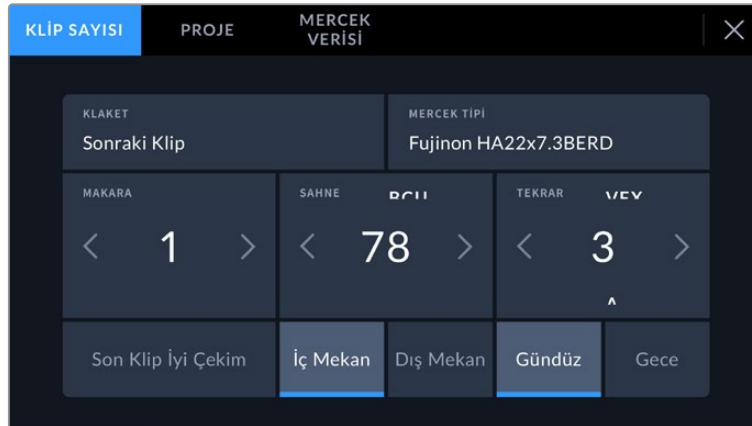 KLİP SAYISI
PROJE
MERCEK
VERİSİ
KLAKET
Sonraki Klip
MERCEK TİPİ
Fujinon HA22x7.3BERD
MAKARA
1
SAHNE
78
TEKRAR
3
Son Klip İyi Çekim
İç Mekan
Dış Mekan
Gündüz
Gece